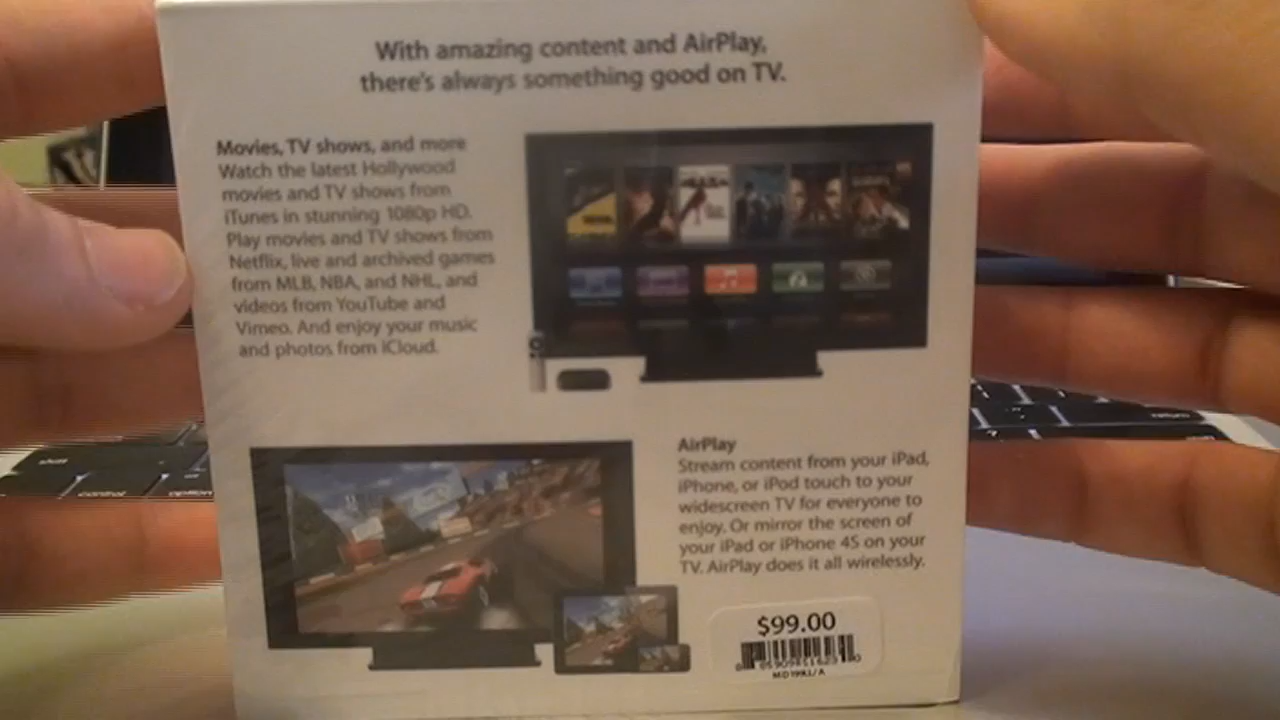 With amazing content and AirPlay,
there's always something good on TV.
Movies, TV shows, and more
Watch the latest Hollywood
movies and TV shows from
iTunes in stunning 1080p HD.
Play movies and TV shows from
Netflix, live and archived games
from MLB, NBA, and NHL, and
videos from YouTube and
Vimeo. And enjoy your music
and photos from iCloud.
AirPlay
Stream content from your iPad,
iPhone, or iPod touch to your
widescreen TV for everyone to
enjoy. Or mirror the screen of
your iPad or iPhone 4S on your
TV. AirPlay does it all wirelessly.
$99.00
MD199LL/A
shift
control
option
return